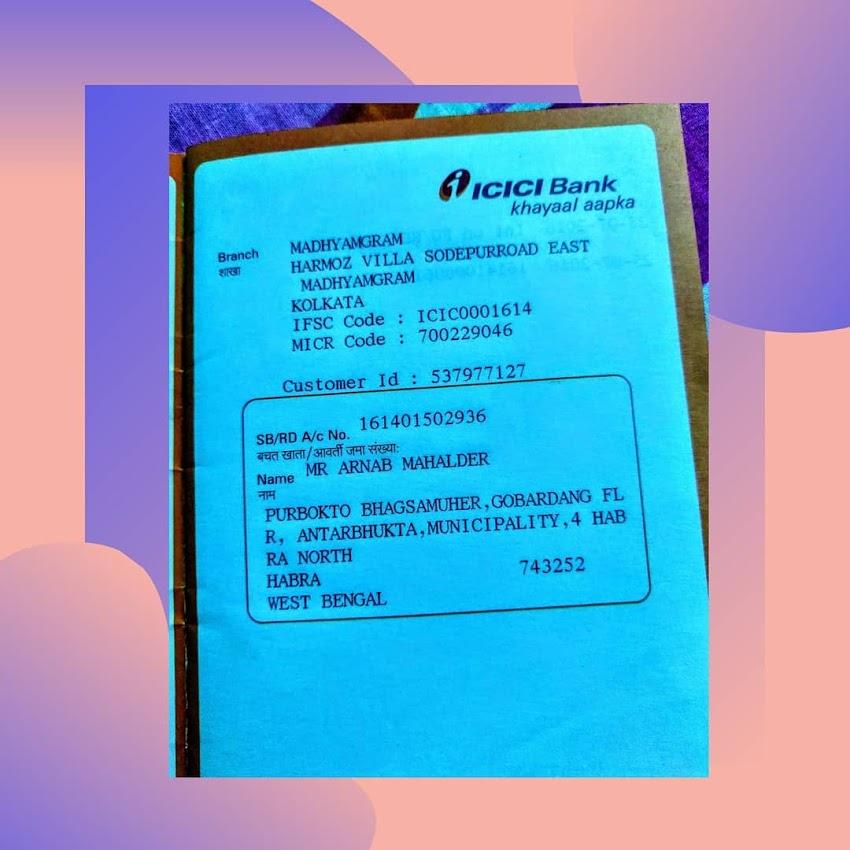 ICICI Bank
khayaal aapka
Branch MADHYAMGRAM
शाखा HARMOZ VILLA SODEPURROAD EAST
MADHYAMGRAM
KOLKATA
IFSC Code : ICIC0001614
MICR Code : 700229046
Customer Id : 537977127
SB/RD A/c No. 161401502936
बचत खाता/आवर्ती जमा संख्या:
Name MR ARNAB MAHALDER
नाम
PURBOKTO BHAGSAMUHER,GOBARDANG FL
R, ANTARBHUKTA,MUNICIPALITY,4 HAB
RA NORTH
HABRA 743252
WEST BENGAL